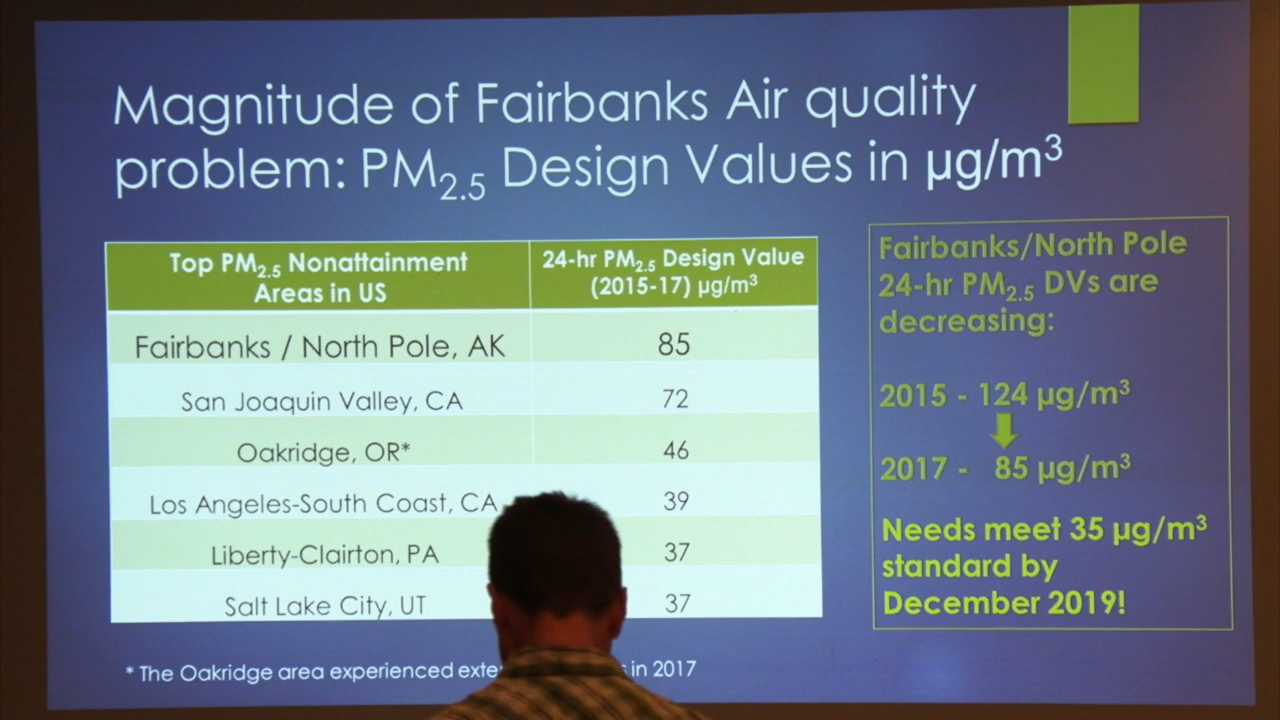 Magnitude of Fairbanks Air quality
problem: PM2.5 Design Values in µg/m³
Top PM2.5 Nonattainment
Areas in US
24-hr PM2.5 Design Value
(2015-17) µg/m³
Fairbanks / North Pole, AK 85
San Joaquin Valley, CA 72
Oakridge, OR* 46
Los Angeles-South Coast, CA 39
Liberty-Clairton, PA 37
Salt Lake City, UT 37
* The Oakridge area experienced in 2017
Fairbanks/North Pole
24-hr PM2.5 DVs are
decreasing:
2015 - 124 µg/m³
2017 - 85 µg/m³
Needs meet 35 µg/m³
standard by
December 2019!